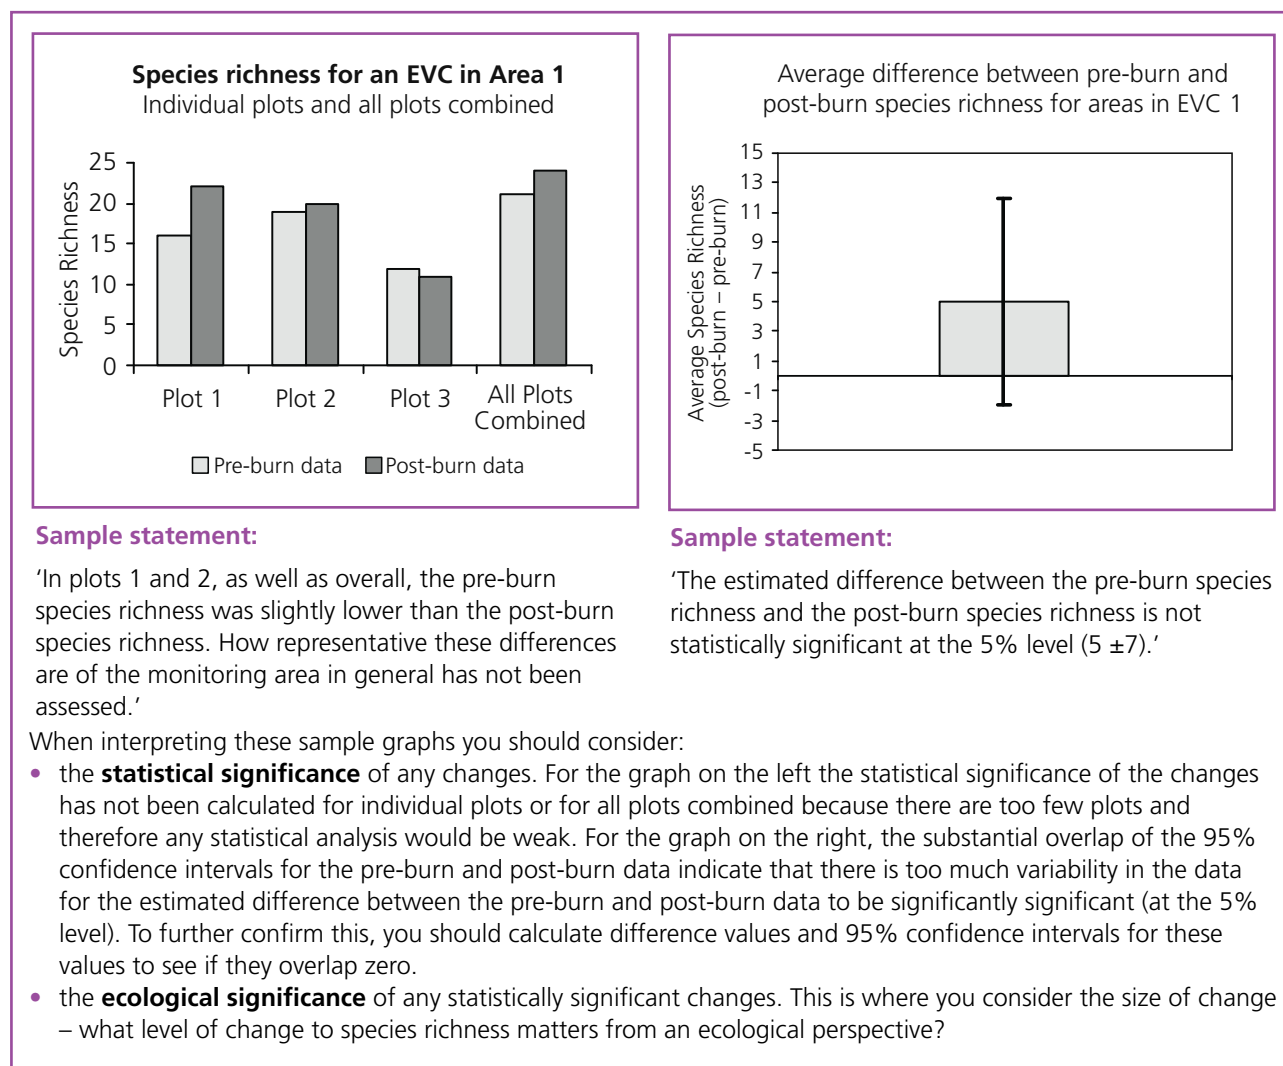 Species richness for an EVC in Area 1
Individual plots and all plots combined
Species Richness
25
20
15
10
5
0
Plot 1
Plot 2
Plot 3
All Plots
Combined
Pre-burn data
Post-burn data
Average difference between pre-burn and
post-burn species richness for areas in EVC 1
Average Species Richness
(post-burn – pre-burn)
15
13
11
9
7
5
3
1
-1
-3
-5
Sample statement:
‘In plots 1 and 2, as well as overall, the pre-burn
species richness was slightly lower than the post-burn
species richness. How representative these differences
are of the monitoring area in general has not been
assessed.’
Sample statement:
‘The estimated difference between the pre-burn species
richness and the post-burn species richness is not
statistically significant at the 5% level (5 ±7).’
When interpreting these sample graphs you should consider:
• the statistical significance of any changes. For the graph on the left the statistical significance of the changes
has not been calculated for individual plots or for all plots combined because there are too few plots and
therefore any statistical analysis would be weak. For the graph on the right, the substantial overlap of the 95%
confidence intervals for the pre-burn and post-burn data indicate that there is too much variability in the data
for the estimated difference between the pre-burn and post-burn data to be significantly significant (at the 5%
level). To further confirm this, you should calculate difference values and 95% confidence intervals for these
values to see if they overlap zero.
• the ecological significance of any statistically significant changes. This is where you consider the size of change
– what level of change to species richness matters from an ecological perspective?